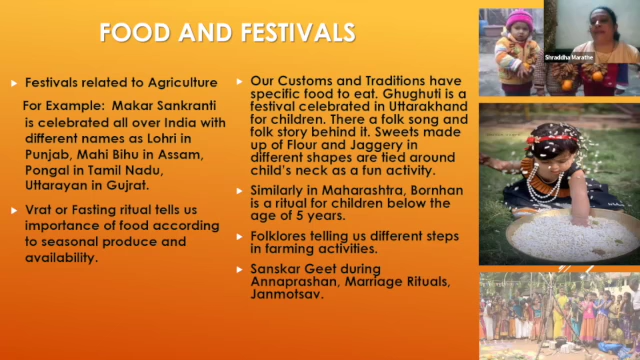 FOOD AND FESTIVALS
Festivals related to Agriculture
For Example: Makar Sankranti
is celebrated all over India with
different names as Lohri in
Punjab, Mahi Bihu in Assam,
Pongal in Tamil Nadu,
Uttarayan in Gujrat.
Vrat or Fasting ritual tells us
importance of food according
to seasonal produce and
availability.
Our Customs and Traditions have
specific food to eat. Ghughuti is a
festival celebrated in Uttarakhand
for children. There a folk song and
folk story behind it. Sweets made
up of Flour and Jaggery in
different shapes are tied around
child's neck as a fun activity.
Similarly in Maharashtra, Bornhan
is a ritual for children below the
age of 5 years.
Folklores telling us different steps
in farming activities.
Sanskar Geet during
Annaprashan, Marriage Rituals,
Janmotsav.
Shraddha Marathe